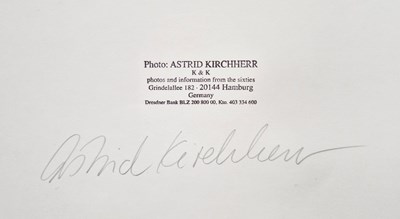 Photo: ASTRID KIRCHHERR
K & K
photos and information from the sixties
Grindelallee 182 - 20144 Hamburg
Germany
Dresdner Bank BLZ 200 800 00, Kto. 403 334 600
Astrid Kirchherr